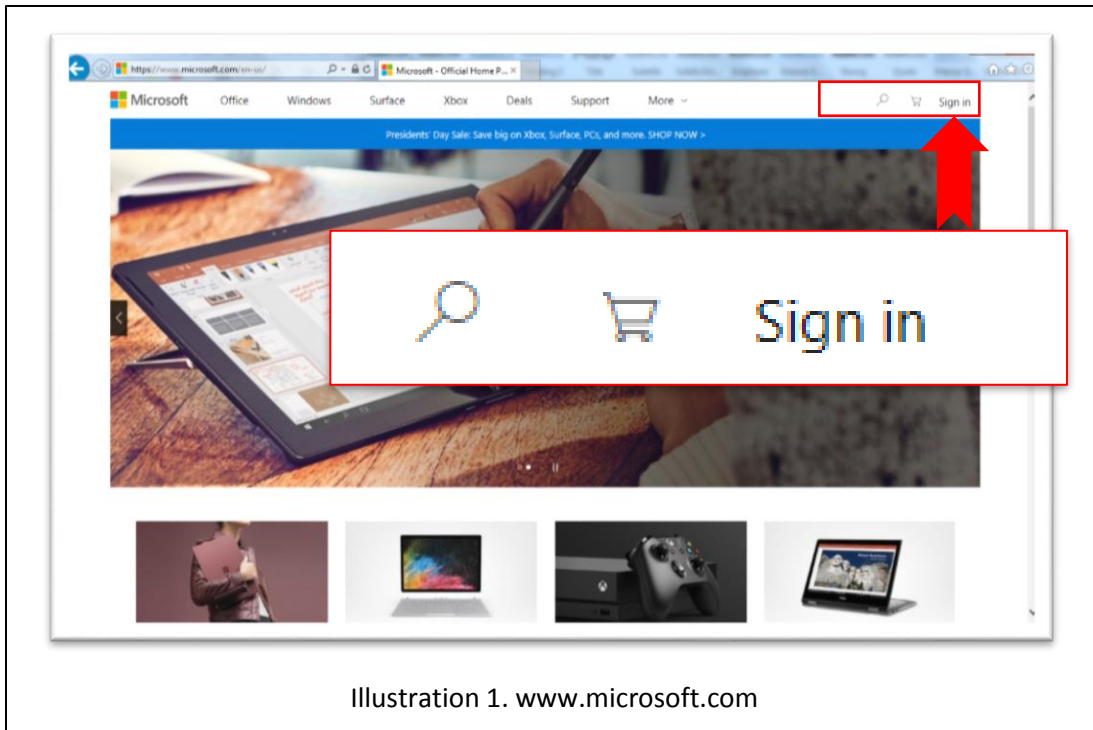 https://www.microsoft.com/en-us/
Microsoft - Official Home P...
Microsoft Office Windows Surface Xbox Deals Support More
Sign in
Presidents' Day Sale: Save big on Xbox, Surface, PCs, and more. SHOP NOW >
Sign in
Illustration 1. www.microsoft.com